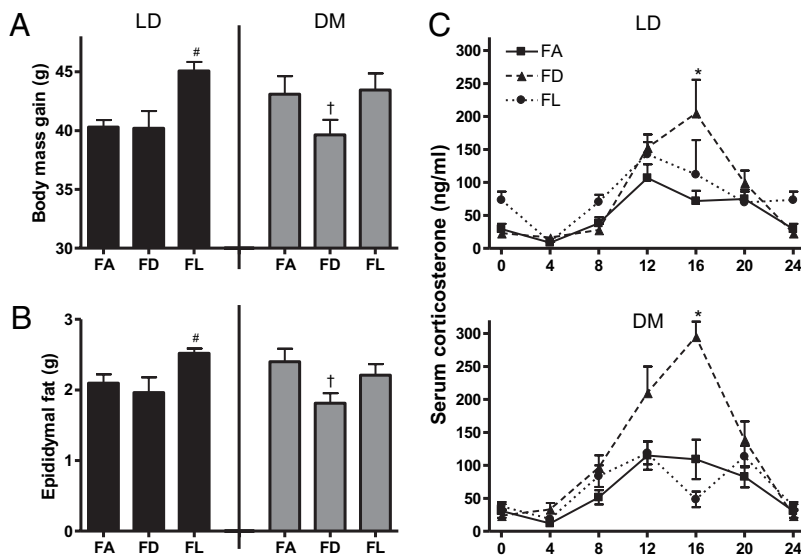 A
LD
DM
Body mass gain (g)
45
40
35
30
#
†
FA
FD
FL
FA
FD
FL
B
Epididymal fat (g)
3
2
1
0
#
†
FA
FD
FL
FA
FD
FL
C
LD
Serum corticosterone (ng/ml)
300
250
200
150
100
50
0
FA
FD
FL
*
0
4
8
12
16
20
24
DM
300
250
200
150
100
50
0
*
0
4
8
12
16
20
24